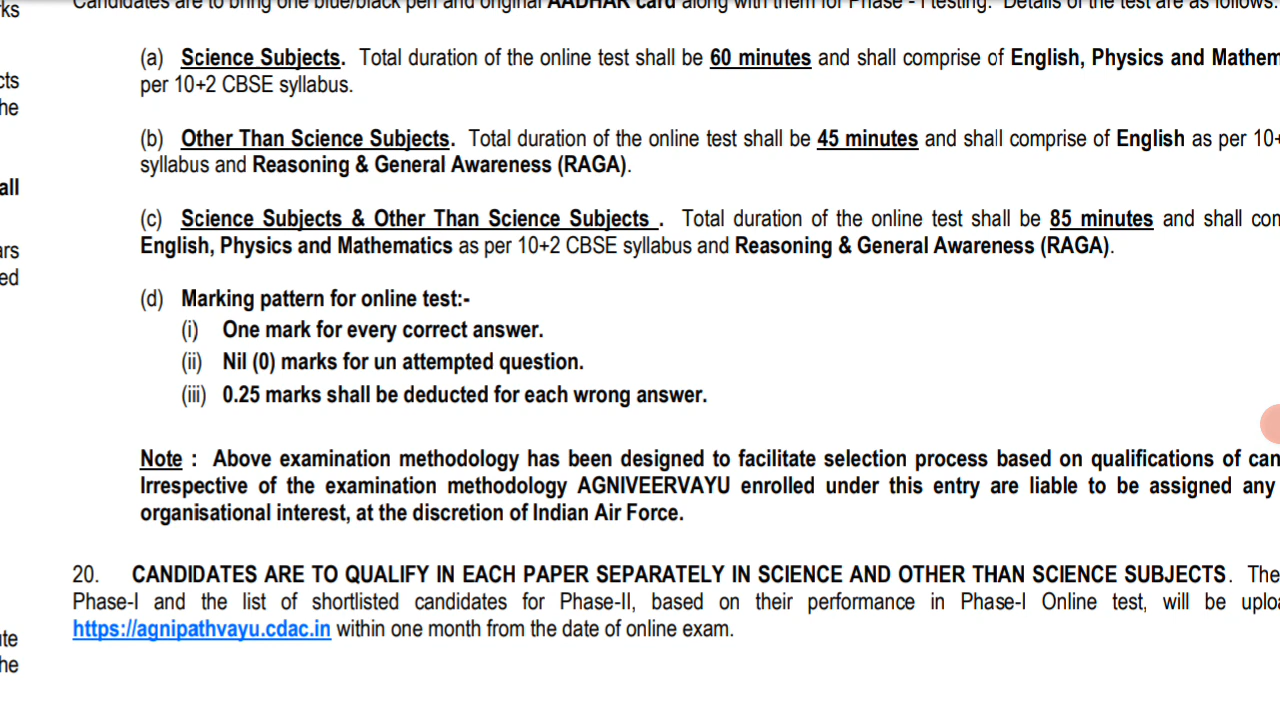 Candidates are to bring one blue/black pen and original AADHAR card along with them for Phase - I testing. Details of the test are as follows:
(a) Science Subjects. Total duration of the online test shall be 60 minutes and shall comprise of English, Physics and Mathem
per 10+2 CBSE syllabus.
(b) Other Than Science Subjects. Total duration of the online test shall be 45 minutes and shall comprise of English as per 10+
syllabus and Reasoning & General Awareness (RAGA).
(c) Science Subjects & Other Than Science Subjects . Total duration of the online test shall be 85 minutes and shall com
English, Physics and Mathematics as per 10+2 CBSE syllabus and Reasoning & General Awareness (RAGA).
(d) Marking pattern for online test:-
(i) One mark for every correct answer.
(ii) Nil (0) marks for un attempted question.
(iii) 0.25 marks shall be deducted for each wrong answer.
Note : Above examination methodology has been designed to facilitate selection process based on qualifications of can
Irrespective of the examination methodology AGNIVEERVAYU enrolled under this entry are liable to be assigned any
organisational interest, at the discretion of Indian Air Force.
20. CANDIDATES ARE TO QUALIFY IN EACH PAPER SEPARATELY IN SCIENCE AND OTHER THAN SCIENCE SUBJECTS. The
Phase-I and the list of shortlisted candidates for Phase-II, based on their performance in Phase-I Online test, will be uploa
https://agnipathvayu.cdac.in within one month from the date of online exam.